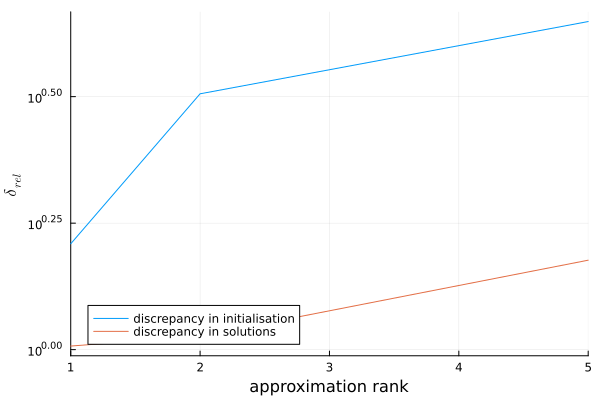 10^0.50
δ_rel
10^0.25
discrepancy in initialisation
discrepancy in solutions
10^0.00
1 2 3 4 5
approximation rank